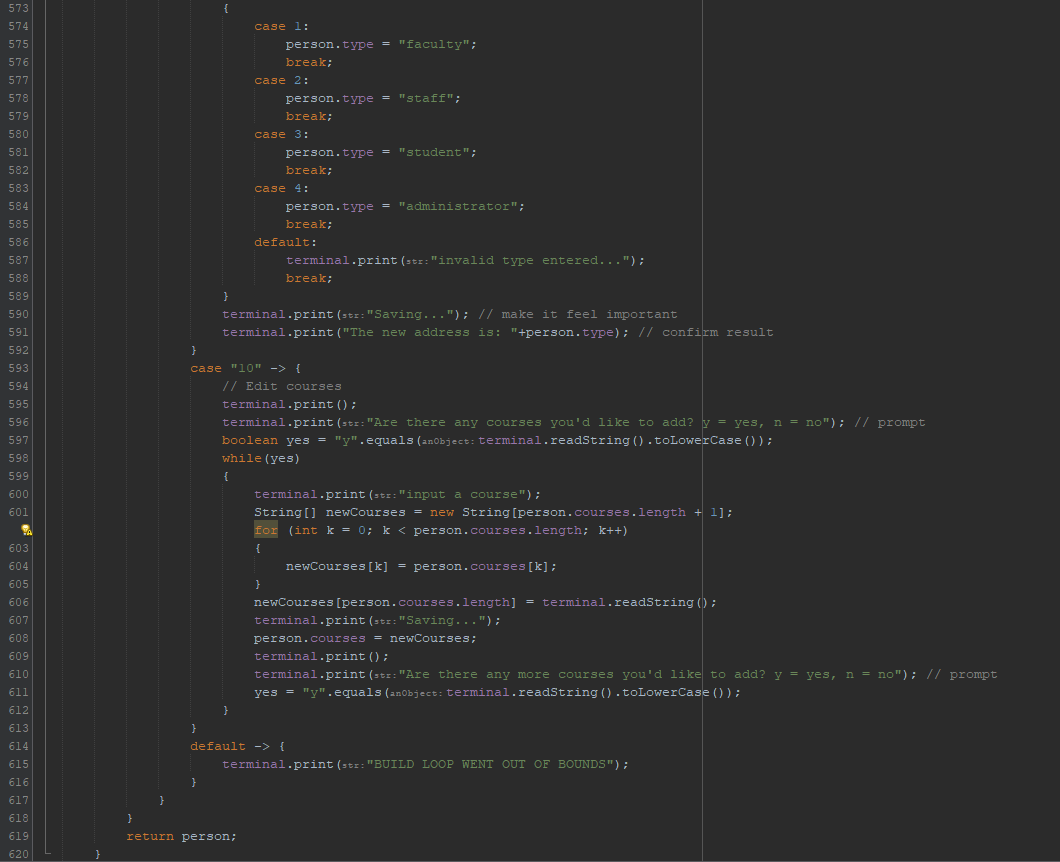 573 {
574 case 1:
575 person.type = "faculty";
576 break;
577 case 2:
578 person.type = "staff";
579 break;
580 case 3:
581 person.type = "student";
582 break;
583 case 4:
584 person.type = "administrator";
585 break;
586 default:
587 terminal.print(str:"invalid type entered...");
588 break;
589 }
590 terminal.print(str:"Saving..."); // make it feel important
591 terminal.print("The new address is: "+person.type); // confirm result
592 }
593 case "10" -> {
594 // Edit courses
595 terminal.print();
596 terminal.print(str:"Are there any courses you'd like to add? y = yes, n = no"); // prompt
597 boolean yes = "y".equals(anObject:terminal.readString().toLowerCase());
598 while(yes)
599 {
600 terminal.print(str:"input a course");
601 String[] newCourses = new String[person.courses.length + 1];
for (int k = 0; k < person.courses.length; k++)
603 {
604 newCourses[k] = person.courses[k];
605 }
606 newCourses[person.courses.length] = terminal.readString();
607 terminal.print(str:"Saving...");
608 person.courses = newCourses;
609 terminal.print();
610 terminal.print(str:"Are there any more courses you'd like to add? y = yes, n = no"); // prompt
611 yes = "y".equals(anObject:terminal.readString().toLowerCase());
612 }
613 }
614 default -> {
615 terminal.print(str:"BUILD LOOP WENT OUT OF BOUNDS");
616 }
617 }
618 }
619 return person;
620 }